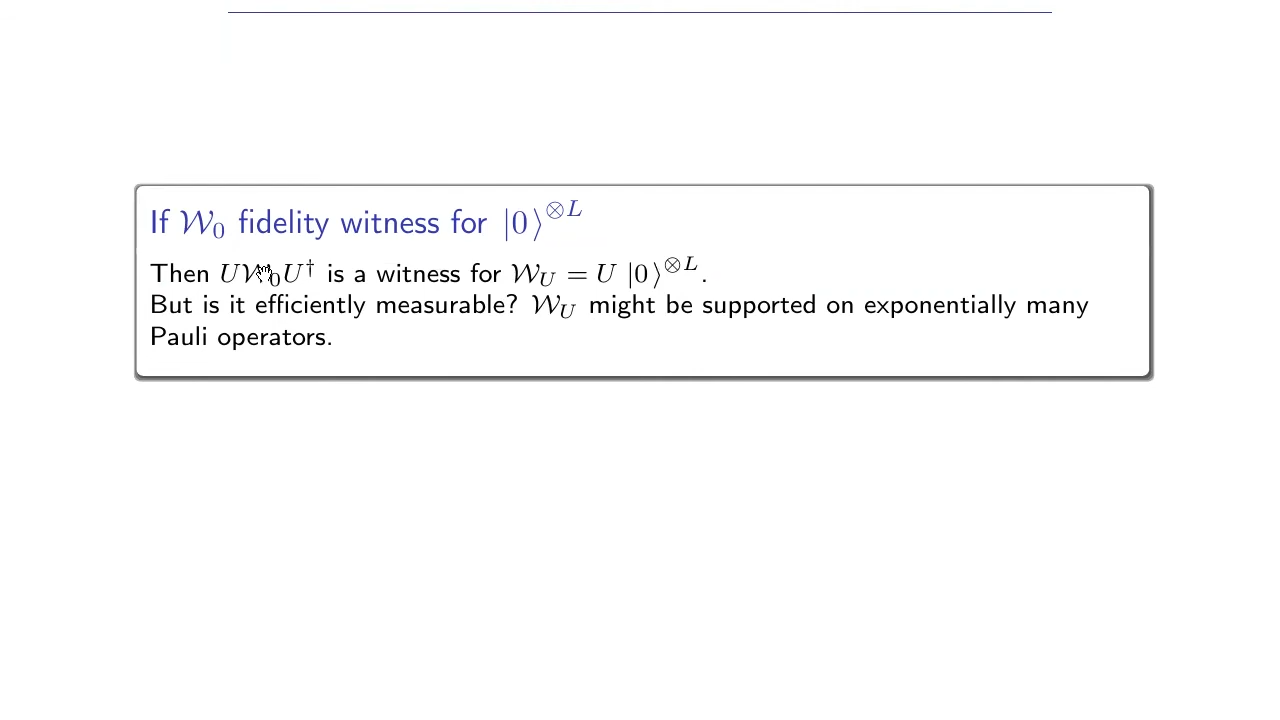 If 𝒲₀ fidelity witness for |0⟩^{⊗L}
Then U𝒲₀U† is a witness for 𝒲_U = U |0⟩^{⊗L}.
But is it efficiently measurable? 𝒲_U might be supported on exponentially many
Pauli operators.